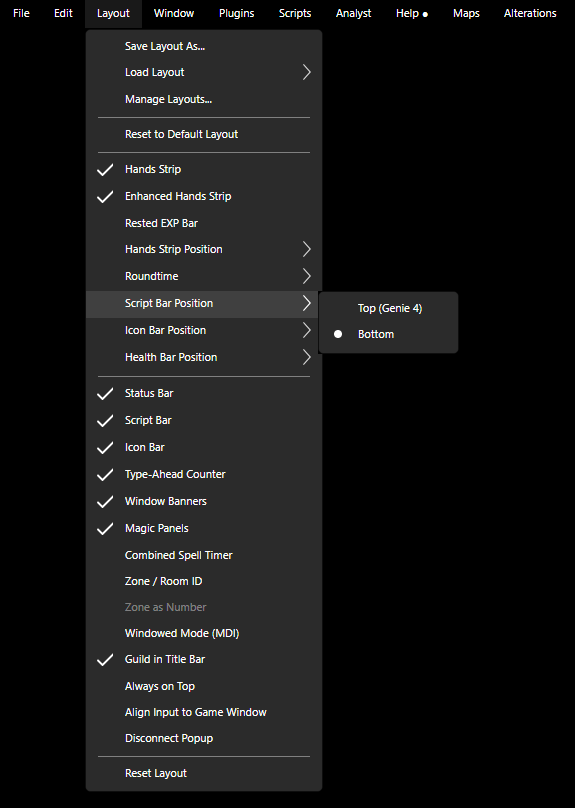 File Edit Layout Window Plugins Scripts Analyst Help ● Maps Alterations
Save Layout As...
Load Layout
Manage Layouts...
Reset to Default Layout
Hands Strip
Enhanced Hands Strip
Rested EXP Bar
Hands Strip Position
Roundtime
Script Bar Position
Top (Genie 4)
Bottom
Icon Bar Position
Health Bar Position
Status Bar
Script Bar
Icon Bar
Type-Ahead Counter
Window Banners
Magic Panels
Combined Spell Timer
Zone / Room ID
Zone as Number
Windowed Mode (MDI)
Guild in Title Bar
Always on Top
Align Input to Game Window
Disconnect Popup
Reset Layout